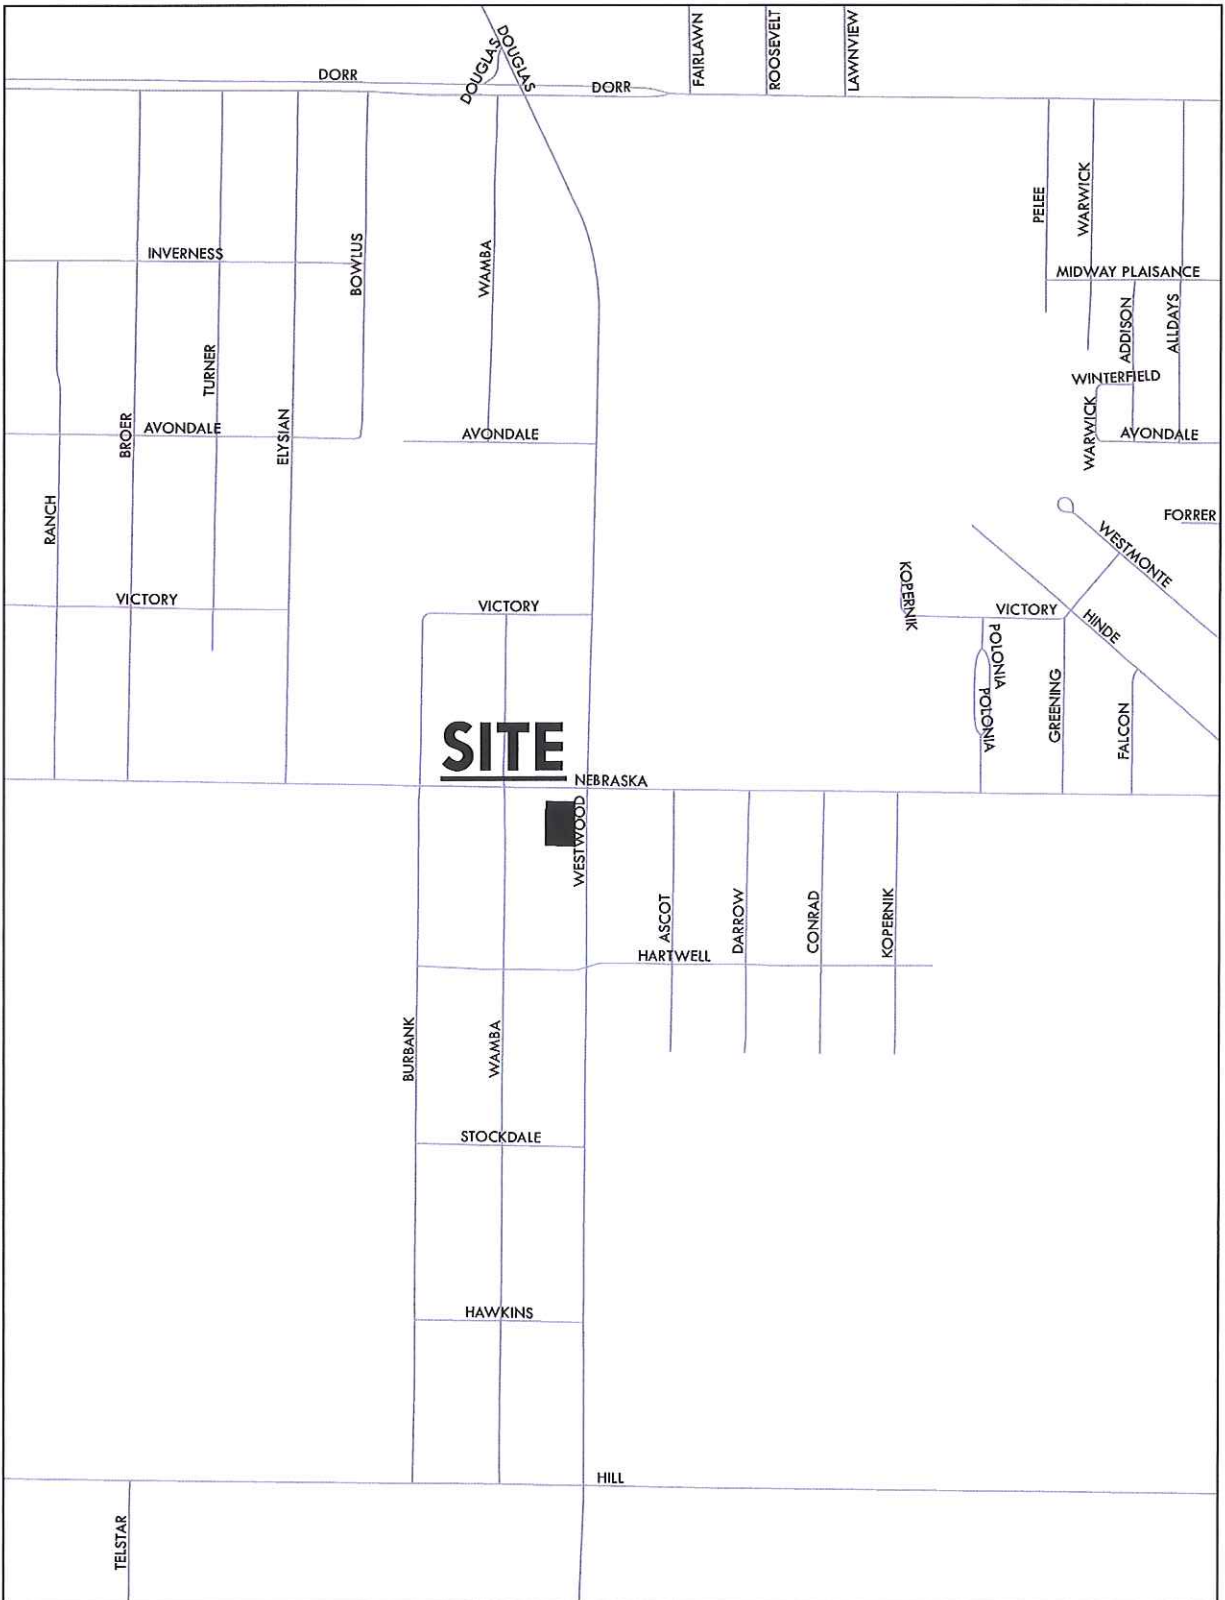 DOUGLAS
DOUGLAS
FAIRLAWN
ROOSEVELT
LAWNVIEW
DORR
DORR
PELEE
WARWICK
INVERNESS
BOWLUS
WAMBA
MIDWAY PLAISANCE
ADDISON
ALLDAYS
TURNER
WINTERFIELD
BROER
AVONDALE
ELYSIAN
AVONDALE
WARWICK
AVONDALE
RANCH
FORRER
WESTMONTE
KOPERNIK
VICTORY
VICTORY
VICTORY
HINDE
POLONIA
POLONIA
GREENING
FALCON
SITE
NEBRASKA
WESTWOOD
ASCOT
DARROW
CONRAD
KOPERNIK
HARTWELL
BURBANK
WAMBA
STOCKDALE
HAWKINS
HILL
TELSTAR